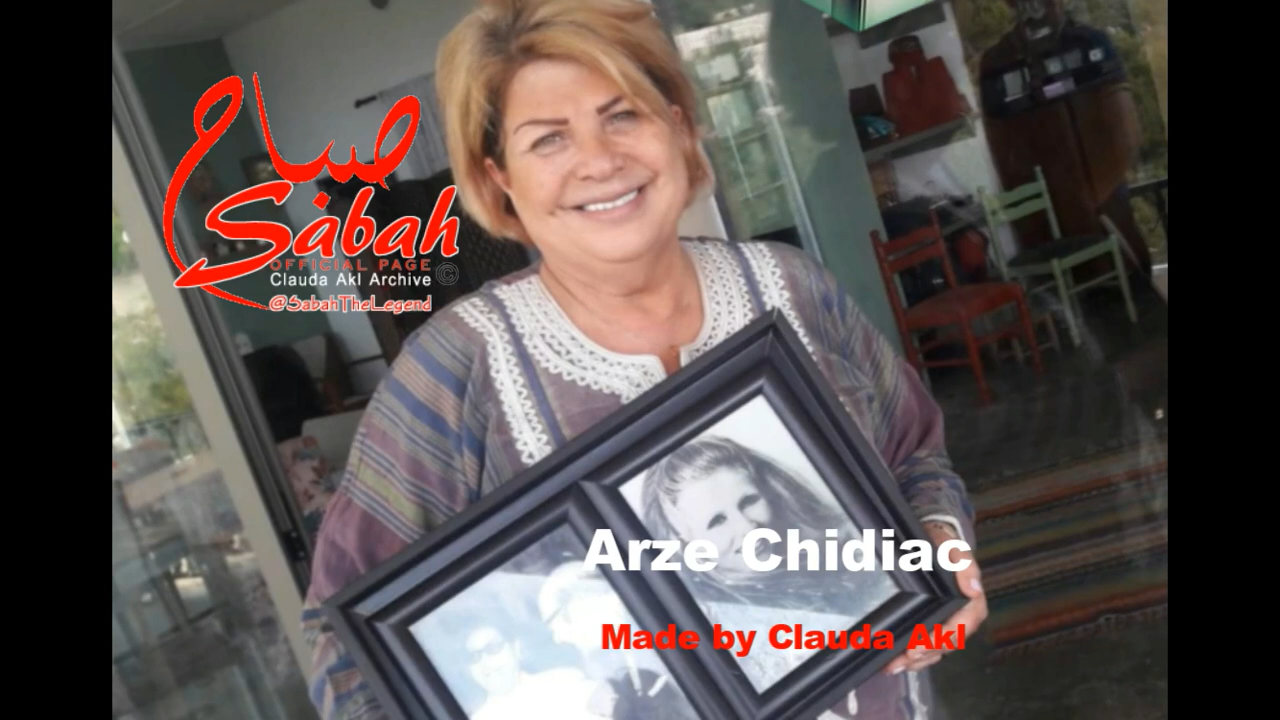 صباح
Sabah
OFFICIAL PAGE
Clauda Akl Archive ©
@SabahTheLegend
Arze Chidiac
Made by Clauda Akl